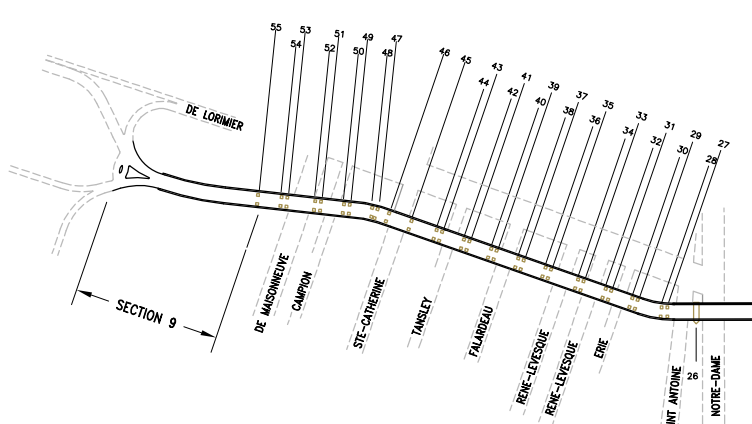 55
53
54
51
52
49
50
47
48
46
45
43
44
41
42
39
40
37
38
35
36
33
34
31
32
29
30
27
28
DE LORIMIER
0
SECTION 9
DE MAISONNEUVE
CAMPION
STE-CATHERINE
TANSLEY
FALARDEAU
RENE-LEVESQUE
RENE-LEVESQUE
ERIE
INT ANTOINE
NOTRE-DAME
26